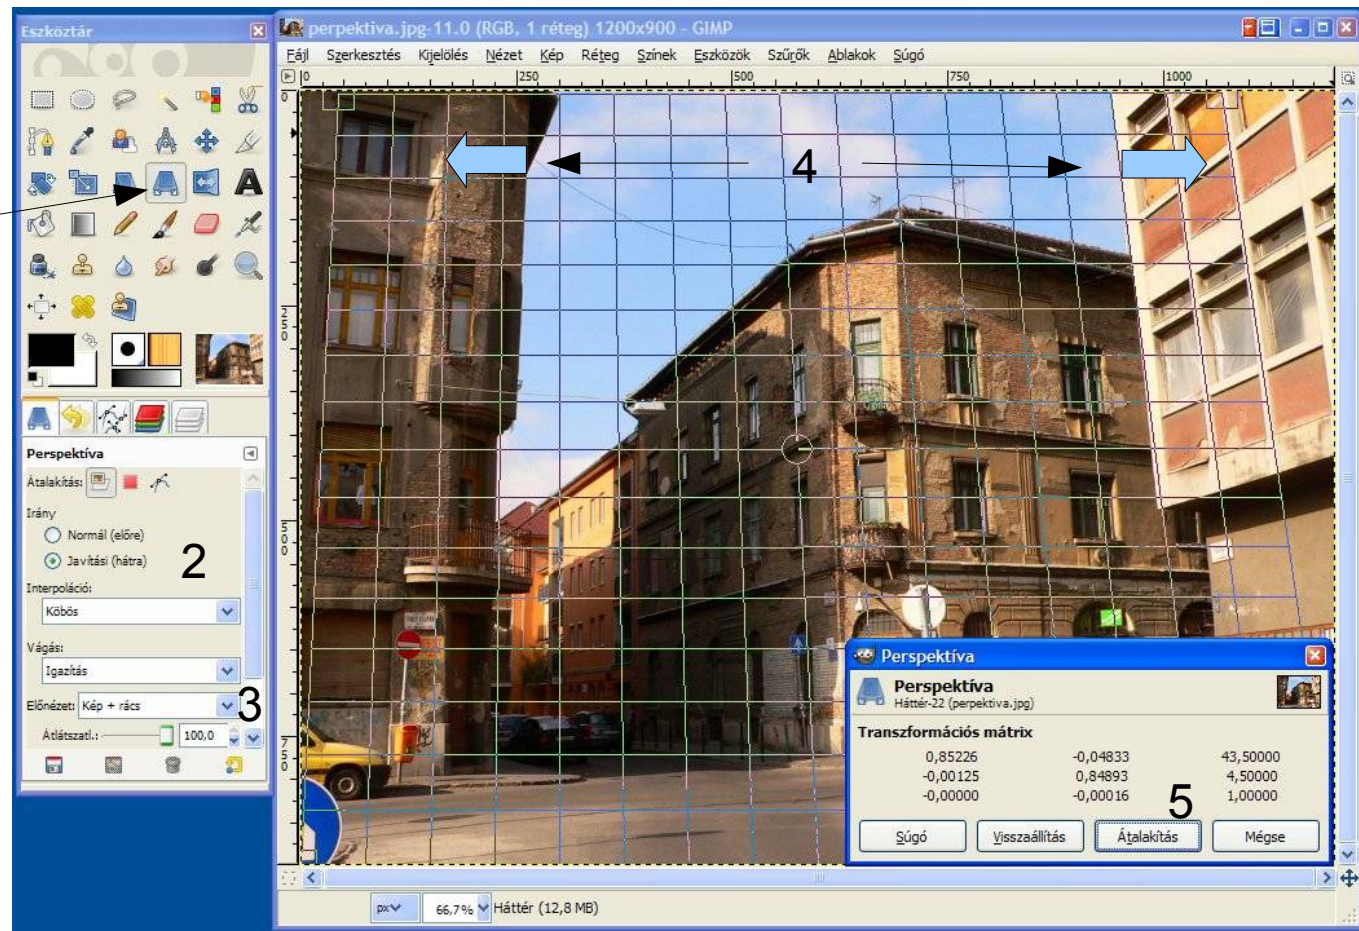 Eszköztár
perpektiva.jpg-11.0 (RGB, 1 réteg) 1200x900 - GIMP
Fájl Szerkesztés Kijelölés Nézet Kép Réteg Színek Eszközök Szűrők Ablakok Súgó
0 250 500 750 1000
0
250
500
750
4
Perspektíva
Átalakítás:
Irány
Normál (előre)
Javítási (hátra)
2
Interpoláció:
Köbös
Vágás:
Igazítás
Előnézet: Kép + rács
3
Átlátszatl.: 100,0
Perspektíva
Perspektíva
Háttér-22 (perpektiva.jpg)
Transzformációs mátrix
0,85226 -0,04833 43,50000
-0,00125 0,84893 4,50000
-0,00000 -0,00016 1,00000
5
Súgó Visszaállítás Átalakítás Mégse
px 66,7% Háttér (12,8 MB)